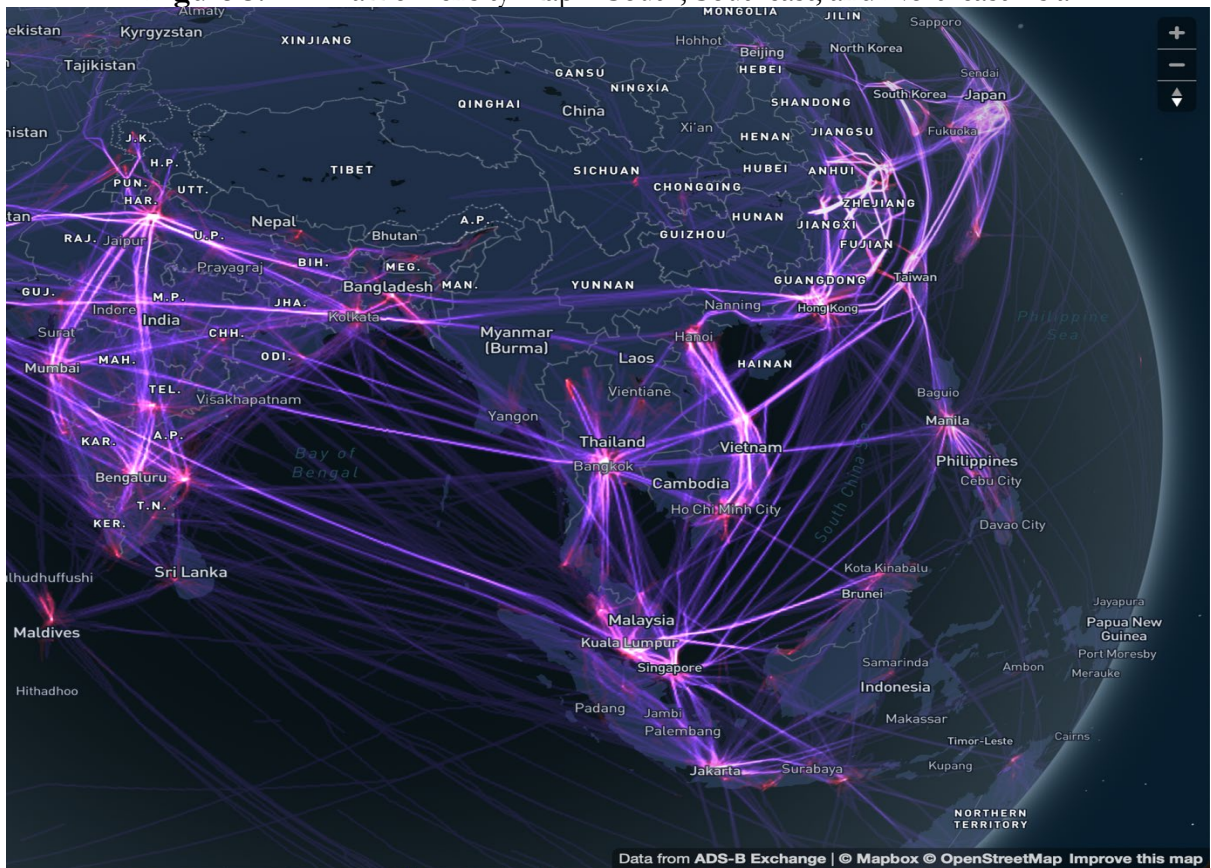 Almaty
MONGOLIA
JILIN
Sapporo
Kyrgyzstan
XINJIANG
Hohhot
Beijing
North Korea
HEBEI
Tajikistan
GANSU
NINGXIA
Sendai
QINGHAI
China
SHANDONG
South Korea
Japan
Xi'an
HENAN
JIANGSU
Fukuoka
J.K.
H.P.
TIBET
SICHUAN
HUBEI
ANHUI
PUN.
UTT.
CHONGQING
HAR.
ZHEJIANG
Nepal
A.P.
HUNAN
JIANGXI
RAJ.
Jaipur
U.P.
Bhutan
GUIZHOU
FUJIAN
Prayagraj
BIH.
MEG.
GUANGDONG
Taiwan
GUJ.
M.P.
JHA.
Bangladesh
MAN.
YUNNAN
Indore
India
Kolkata
Nanning
Hong Kong
Surat
CHH.
Myanmar
(Burma)
Hanoi
Philippine
Sea
MAH.
ODI.
Laos
HAINAN
Mumbai
TEL.
Visakhapatnam
Vientiane
Yangon
Baguio
Manila
KAR.
A.P.
Thailand
Vietnam
Bay of
Bengal
Bangkok
Philippines
Bengaluru
Cambodia
Cebu City
T.N.
Ho Chi Minh City
South China
KER.
Davao City
Sri Lanka
Kota Kinabalu
Brunei
Malaysia
Jayapura
Maldives
Kuala Lumpur
Papua New
Guinea
Singapore
Samarinda
Port Moresby
Ambon
Merauke
Hithadhoo
Indonesia
Padang
Jambi
Makassar
Palembang
Timor-Leste
Cairns
Jakarta
Surabaya
Kupang
NORTHERN
TERRITORY
Data from ADS-B Exchange | © Mapbox © OpenStreetMap Improve this map